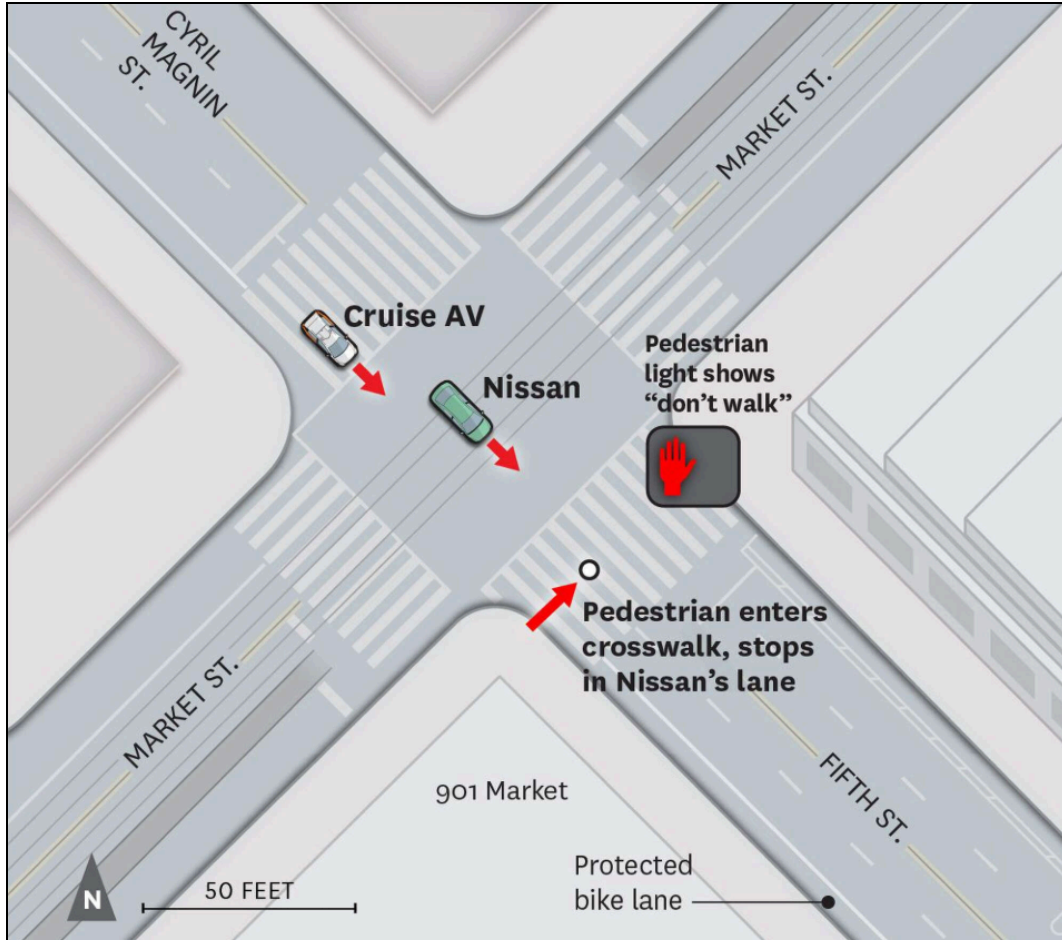 CYRIL
MAGNIN
ST.
MARKET ST.
Cruise AV
Nissan
Pedestrian
light shows
“don’t walk”
Pedestrian enters
crosswalk, stops
in Nissan’s lane
MARKET ST.
901 Market
FIFTH ST.
N
50 FEET
Protected
bike lane